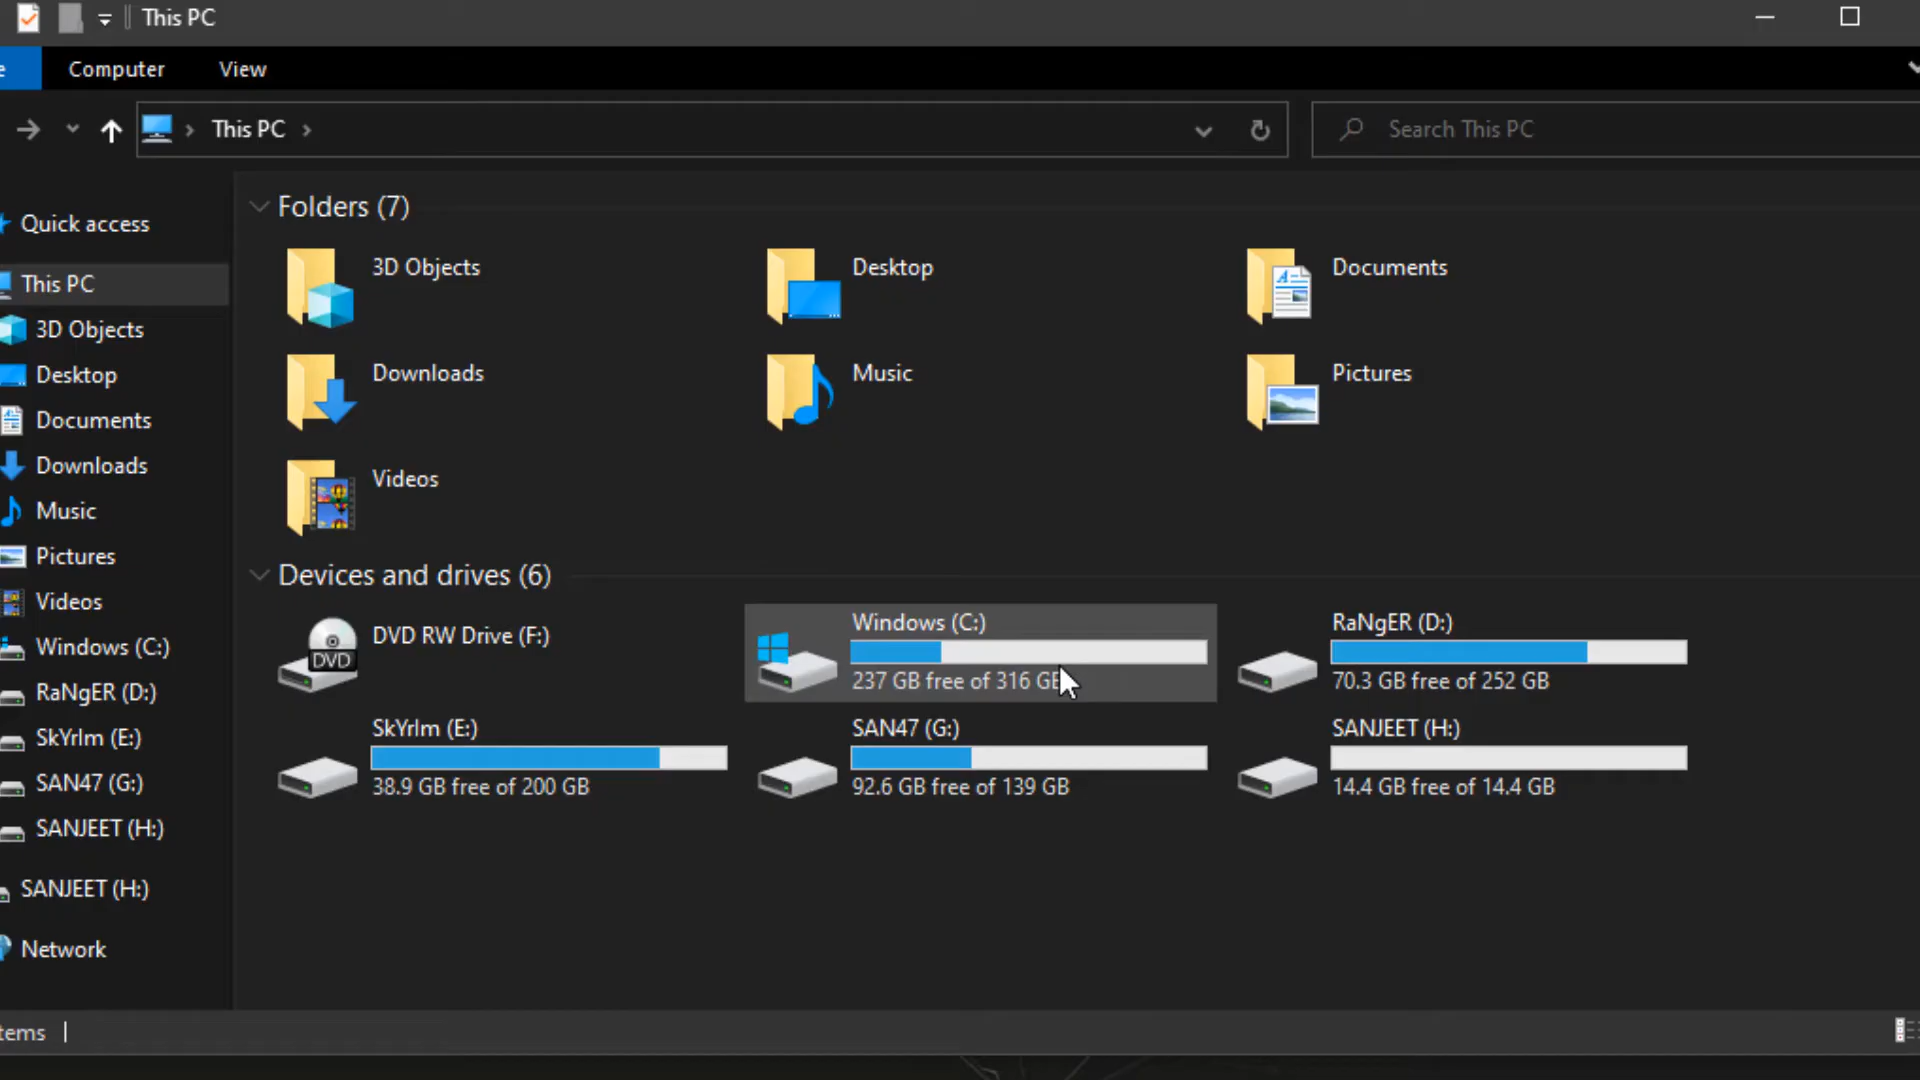 This PC
Computer
View
This PC
Search This PC
Quick access
This PC
3D Objects
Desktop
Documents
Downloads
Music
Pictures
Videos
Windows (C:)
RaNgER (D:)
SkYrIm (E:)
SAN47 (G:)
SANJEET (H:)
SANJEET (H:)
Network
Folders (7)
3D Objects
Desktop
Documents
Downloads
Music
Pictures
Videos
Devices and drives (6)
DVD RW Drive (F:)
DVD
Windows (C:)
237 GB free of 316 GB
RaNgER (D:)
70.3 GB free of 252 GB
SkYrIm (E:)
38.9 GB free of 200 GB
SAN47 (G:)
92.6 GB free of 139 GB
SANJEET (H:)
14.4 GB free of 14.4 GB